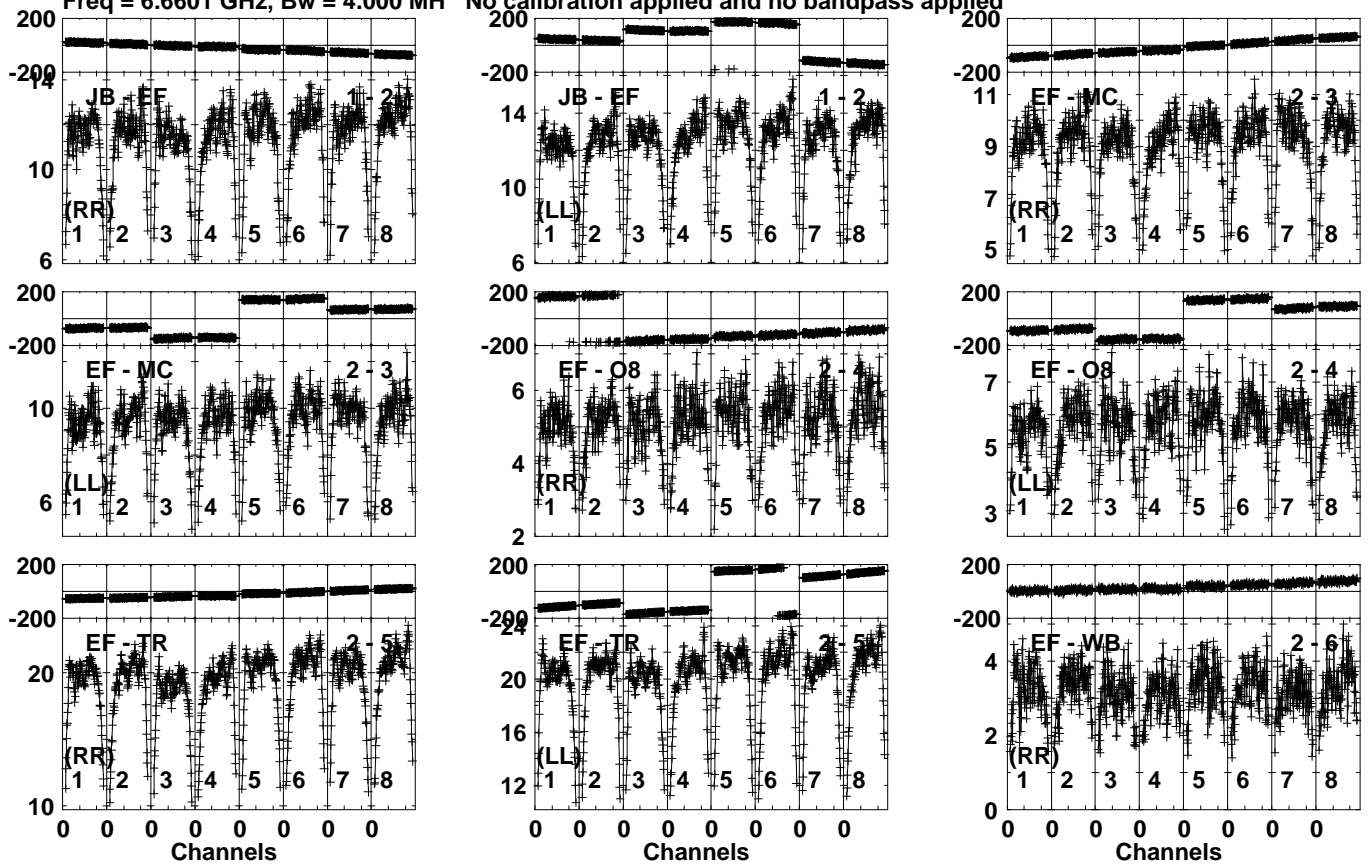 Freq = 6.6601 GHz, Bw = 4.000 MH No calibration applied and no bandpass applied
200
-200
14
10
6
JB - EF 1 - 2
(RR)
1 2 3 4 5 6 7 8
200
-200
14
10
6
JB - EF 1 - 2
(LL)
1 2 3 4 5 6 7 8
200
-200
11
9
7
5
EF - MC 2 - 3
(RR)
1 2 3 4 5 6 7 8
200
-200
10
6
EF - MC 2 - 3
(LL)
1 2 3 4 5 6 7 8
200
-200
6
4
2
EF - O8 2 - 4
(RR)
1 2 3 4 5 6 7 8
200
-200
7
5
3
EF - O8 2 - 4
(LL)
1 2 3 4 5 6 7 8
200
-200
20
10
EF - TR 2 - 5
(RR)
1 2 3 4 5 6 7 8
0 0 0 0 0 0 0 0
Channels
200
-200
24
20
16
12
EF - TR 2 - 5
(LL)
1 2 3 4 5 6 7 8
0 0 0 0 0 0 0 0
Channels
200
-200
4
2
0
EF - WB 2 - 6
(RR)
1 2 3 4 5 6 7 8
0 0 0 0 0 0 0 0
Channels